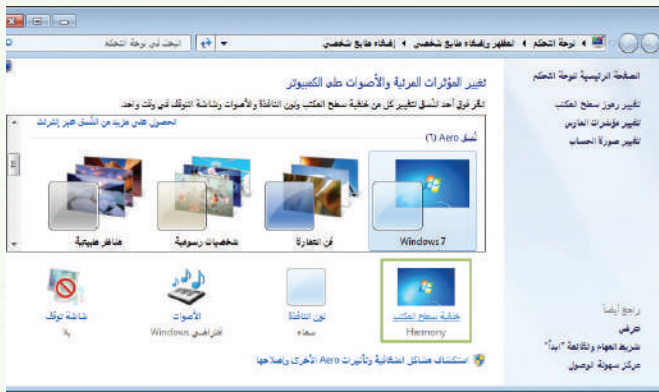 لوحة التحكم ‹ المظهر وإضفاء طابع شخصي ‹ إضفاء طابع شخصي
البحث في لوحة التحكم
الصفحة الرئيسية للوحة التحكم
تغيير رموز سطح المكتب
تغيير مؤشرات الماوس
تغيير صورة الحساب
تغيير المؤثرات المرئية والأصوات على الكمبيوتر
انقر فوق أحد النُسق لتغيير كل من خلفية سطح المكتب ولون النافذة والأصوات وشاشة التوقف في وقت واحد.
الحصول على مزيد من النُسق عبر إنترنت
نُسق Aero (٦)
Windows 7
فن العمارة
شخصيات رسومية
مناظر طبيعية
خلفية سطح المكتب
Harmony
لون النافذة
سماء
الأصوات
افتراضي Windows
شاشة توقف
بلا
راجع أيضاً
عرض
شريط المهام والقائمة "ابدأ"
مركز سهولة الوصول
استكشاف مشاكل الشفافية وتأثيرات Aero الأخرى وإصلاحها